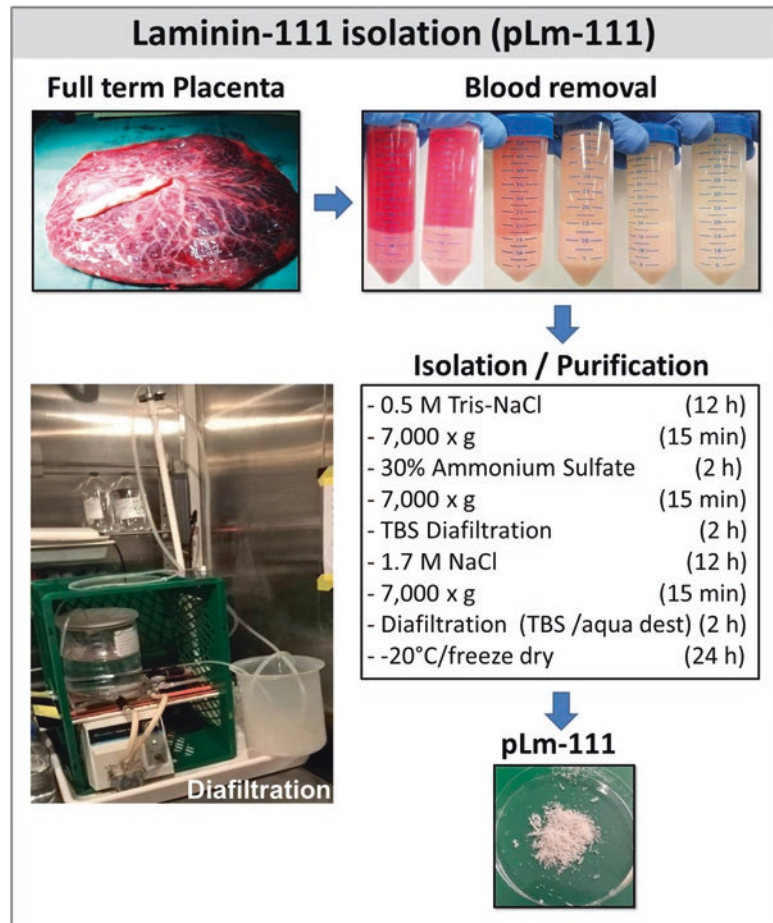 Laminin-111 isolation (pLm-111)
Full term Placenta
Blood removal
Isolation / Purification
- 0.5 M Tris-NaCl (12 h)
- 7,000 x g (15 min)
- 30% Ammonium Sulfate (2 h)
- 7,000 x g (15 min)
- TBS Diafiltration (2 h)
- 1.7 M NaCl (12 h)
- 7,000 x g (15 min)
- Diafiltration (TBS /aqua dest) (2 h)
- -20°C/freeze dry (24 h)
Diafiltration
pLm-111